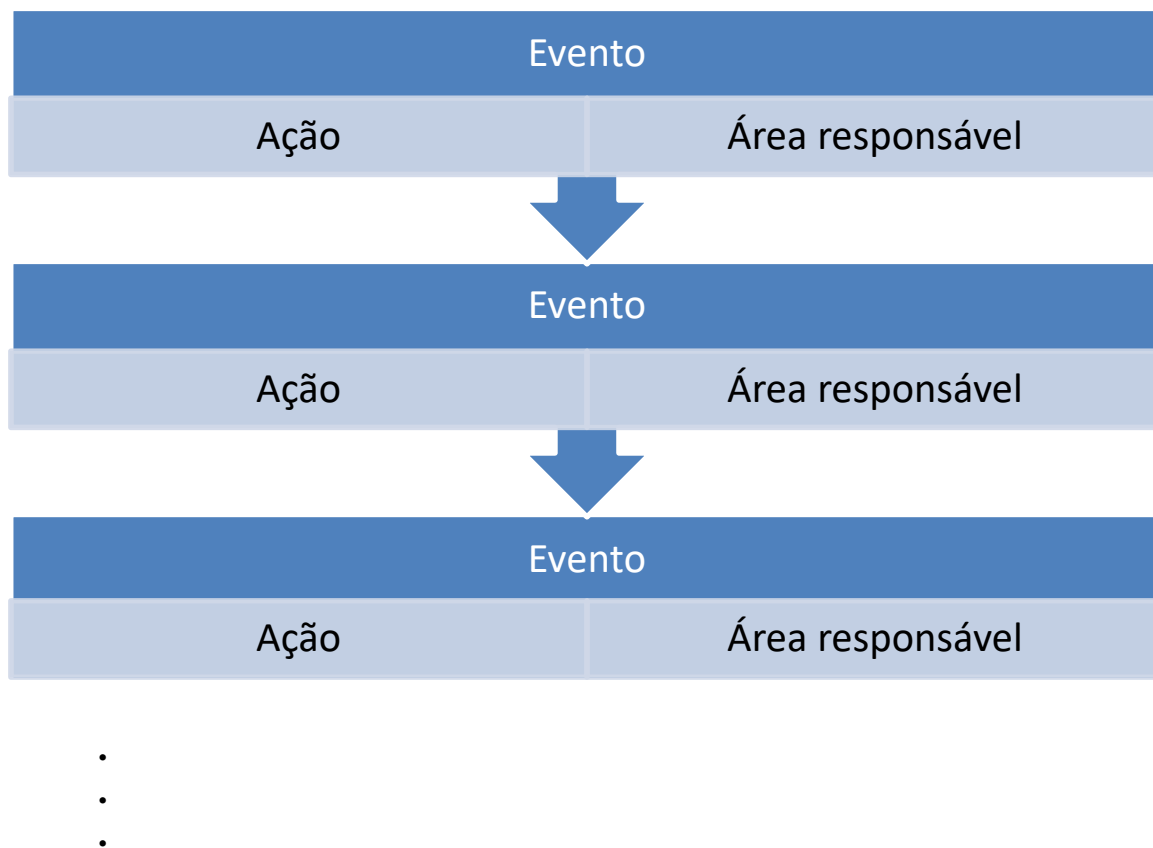 Evento
Ação Área responsável
Evento
Ação Área responsável
Evento
Ação Área responsável
.
.
.